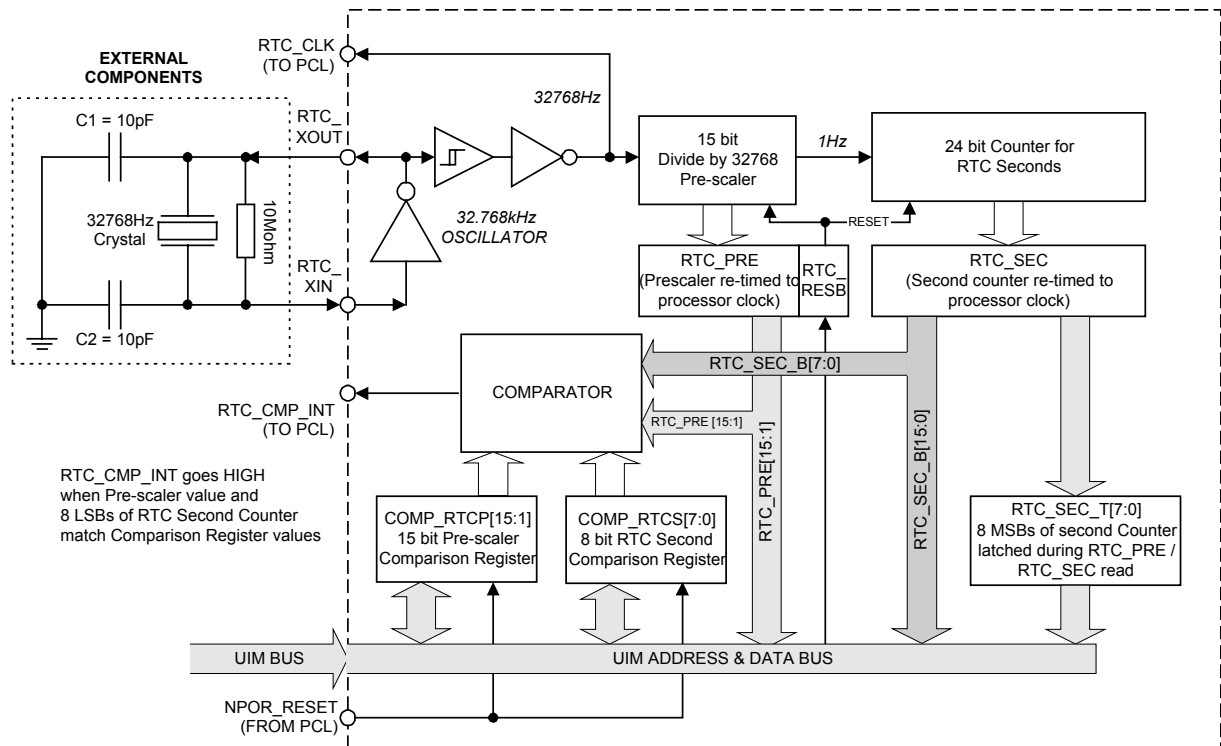 EXTERNAL
COMPONENTS
C1 = 10pF
32768Hz
Crystal
10Mohm
C2 = 10pF
RTC_CLK
(TO PCL)
RTC_
XOUT
RTC_
XIN
32.768kHz
OSCILLATOR
32768Hz
15 bit
Divide by 32768
Pre-scaler
1Hz
24 bit Counter for
RTC Seconds
RESET
RTC_PRE
(Prescaler re-timed to
processor clock)
RTC_
RESB
RTC_SEC
(Second counter re-timed to
processor clock)
COMPARATOR
RTC_SEC_B[7:0]
RTC_PRE [15:1]
RTC_PRE[15:1]
RTC_SEC_B[15:0]
RTC_CMP_INT
(TO PCL)
RTC_CMP_INT goes HIGH
when Pre-scaler value and
8 LSBs of RTC Second Counter
match Comparison Register values
COMP_RTCP[15:1]
15 bit Pre-scaler
Comparison Register
COMP_RTCS[7:0]
8 bit RTC Second
Comparison Register
RTC_SEC_T[7:0]
8 MSBs of second Counter
latched during RTC_PRE /
RTC_SEC read
UIM BUS
UIM ADDRESS & DATA BUS
NPOR_RESET
(FROM PCL)